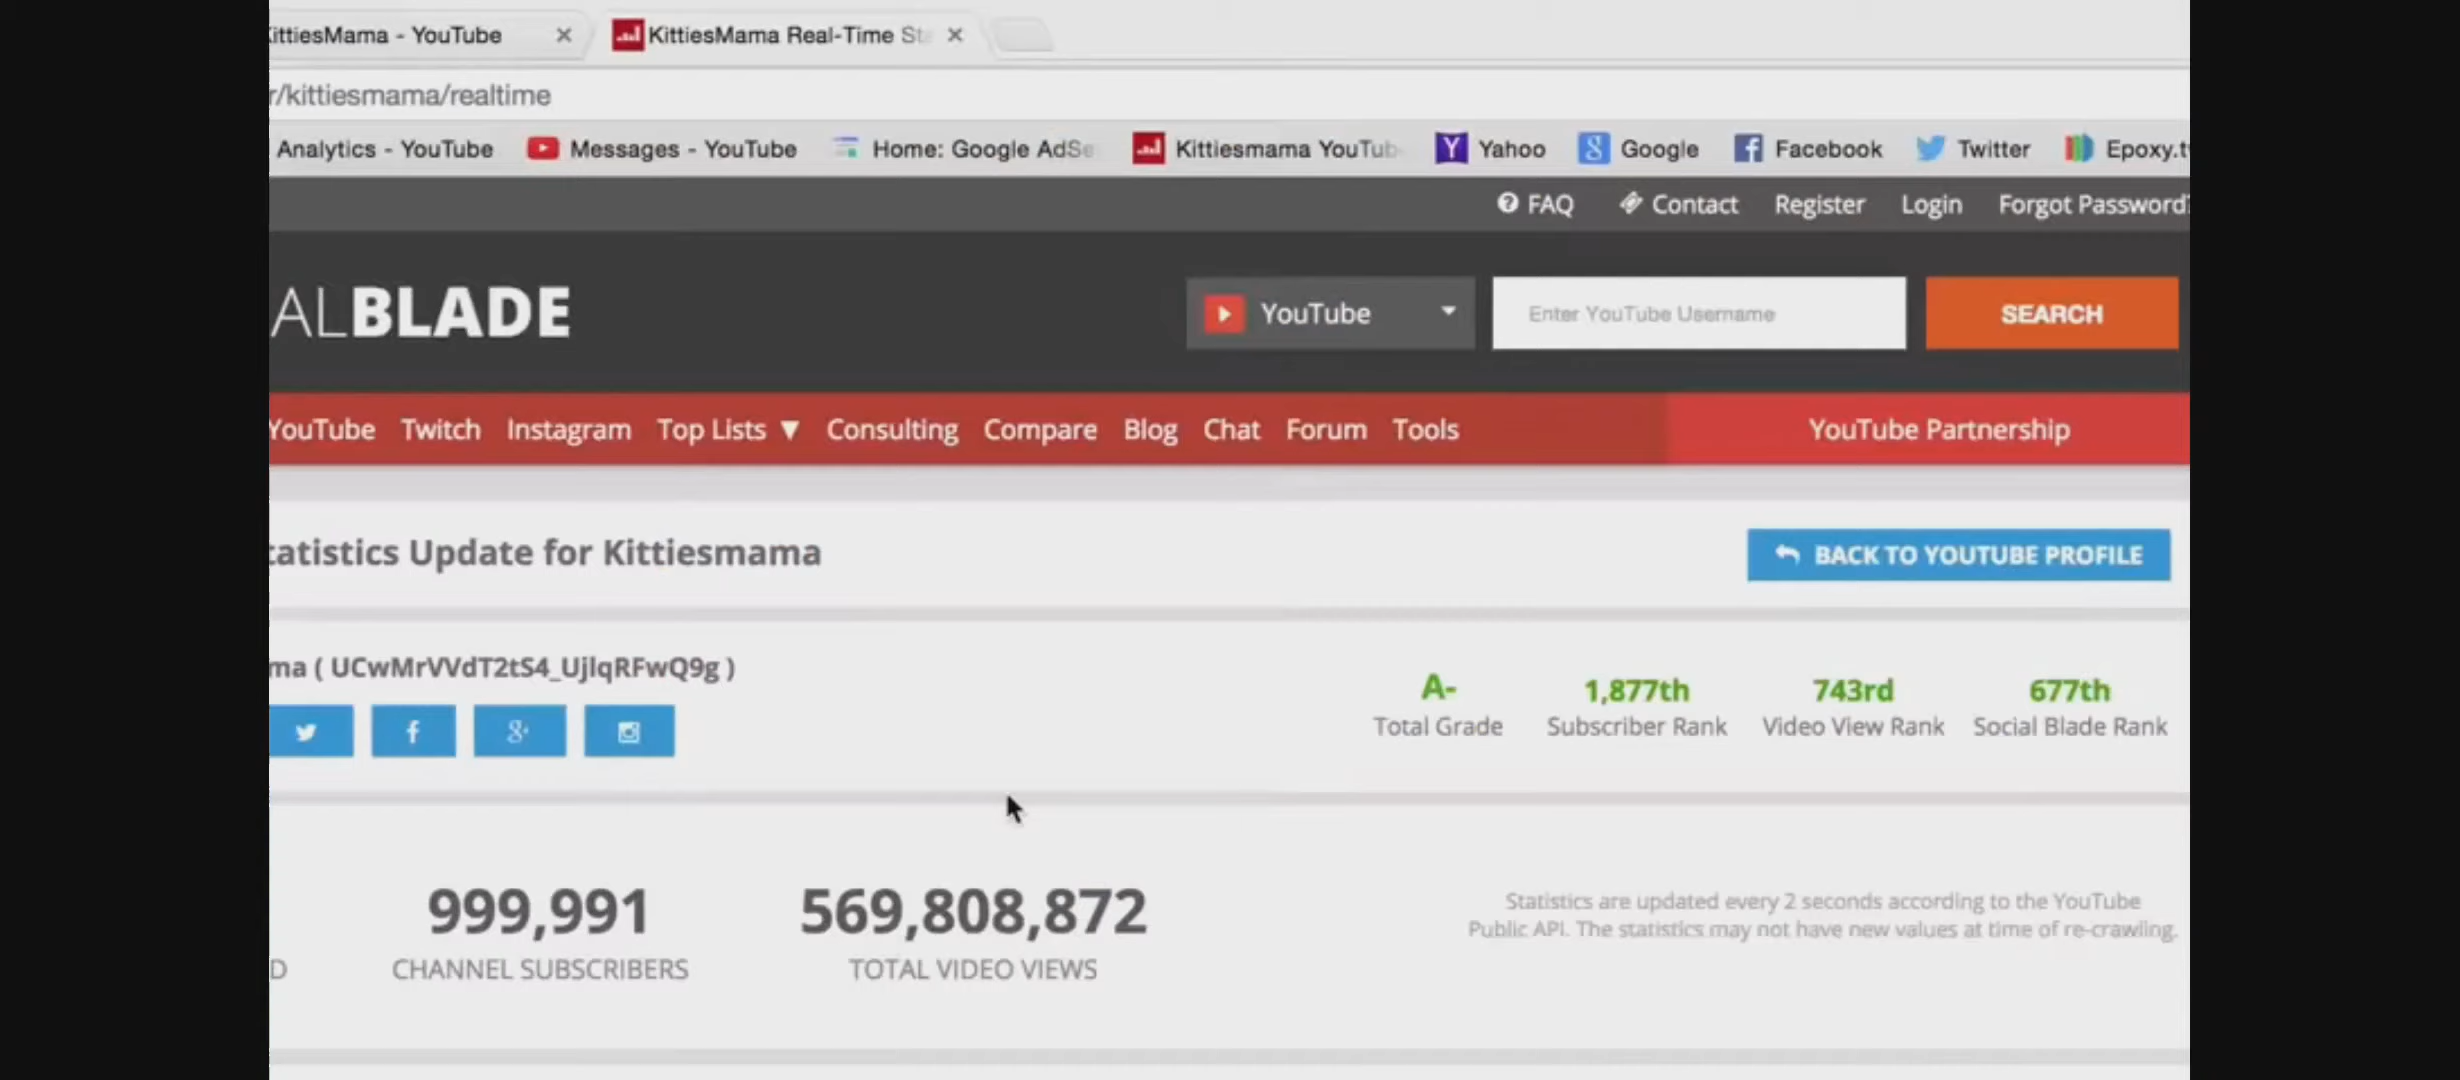 ittiesMama - YouTube
KittiesMama Real-Time Sta
r/kittiesmama/realtime
Analytics - YouTube Messages - YouTube Home: Google AdSe Kittiesmama YouTub Yahoo Google Facebook Twitter Epoxy.t
FAQ Contact Register Login Forgot Password?
ALBLADE YouTube Enter YouTube Username SEARCH
YouTube Twitch Instagram Top Lists ▼ Consulting Compare Blog Chat Forum Tools YouTube Partnership
tatistics Update for Kittiesmama BACK TO YOUTUBE PROFILE
ma ( UCwMrVVdT2tS4_UjlqRFwQ9g )
A- 1,877th 743rd 677th
Total Grade Subscriber Rank Video View Rank Social Blade Rank
999,991 569,808,872
D CHANNEL SUBSCRIBERS TOTAL VIDEO VIEWS
Statistics are updated every 2 seconds according to the YouTube
Public API. The statistics may not have new values at time of re-crawling.